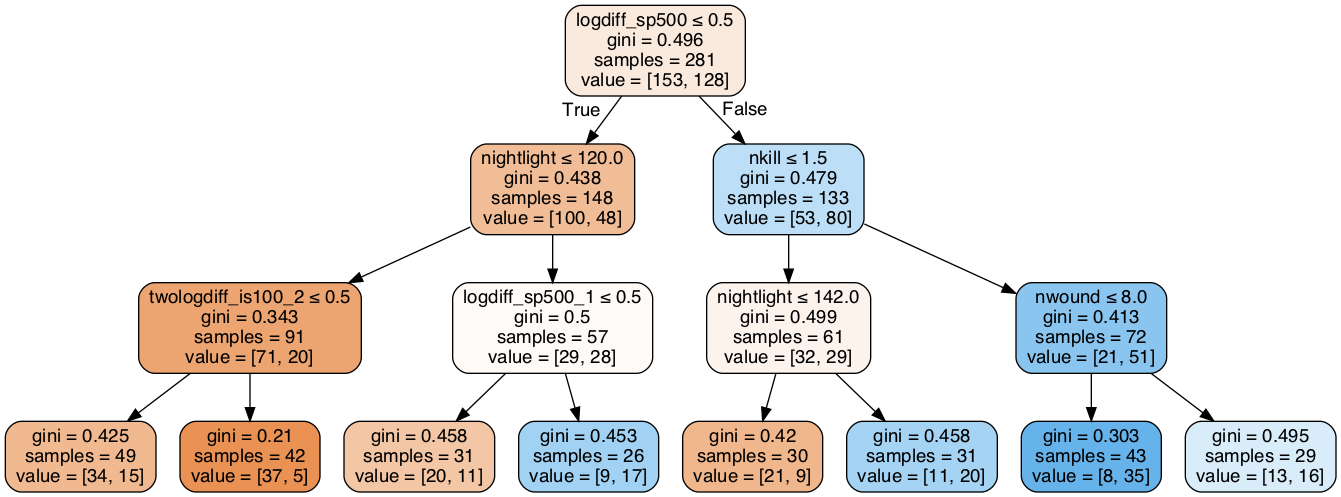 logdiff_sp500 ≤ 0.5
gini = 0.496
samples = 281
value = [153, 128]
True
False
nightlight ≤ 120.0
gini = 0.438
samples = 148
value = [100, 48]
nkill ≤ 1.5
gini = 0.479
samples = 133
value = [53, 80]
twologdiff_is100_2 ≤ 0.5
gini = 0.343
samples = 91
value = [71, 20]
logdiff_sp500_1 ≤ 0.5
gini = 0.5
samples = 57
value = [29, 28]
nightlight ≤ 142.0
gini = 0.499
samples = 61
value = [32, 29]
nwound ≤ 8.0
gini = 0.413
samples = 72
value = [21, 51]
gini = 0.425
samples = 49
value = [34, 15]
gini = 0.21
samples = 42
value = [37, 5]
gini = 0.458
samples = 31
value = [20, 11]
gini = 0.453
samples = 26
value = [9, 17]
gini = 0.42
samples = 30
value = [21, 9]
gini = 0.458
samples = 31
value = [11, 20]
gini = 0.303
samples = 43
value = [8, 35]
gini = 0.495
samples = 29
value = [13, 16]